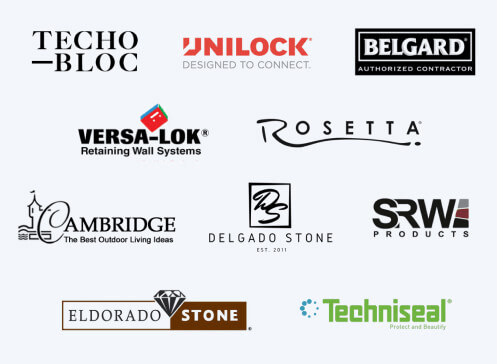 TECHO
–BLOC
UNILOCK®
DESIGNED TO CONNECT.
BELGARD®
AUTHORIZED CONTRACTOR
VERSA-LOK®
Retaining Wall Systems
ROSETTA®
CAMBRIDGE
The Best Outdoor Living Ideas
DS
DELGADO STONE
EST. 2011
SRW
PRODUCTS
ELDORADO STONE®
Techniseal®
Protect and Beautify